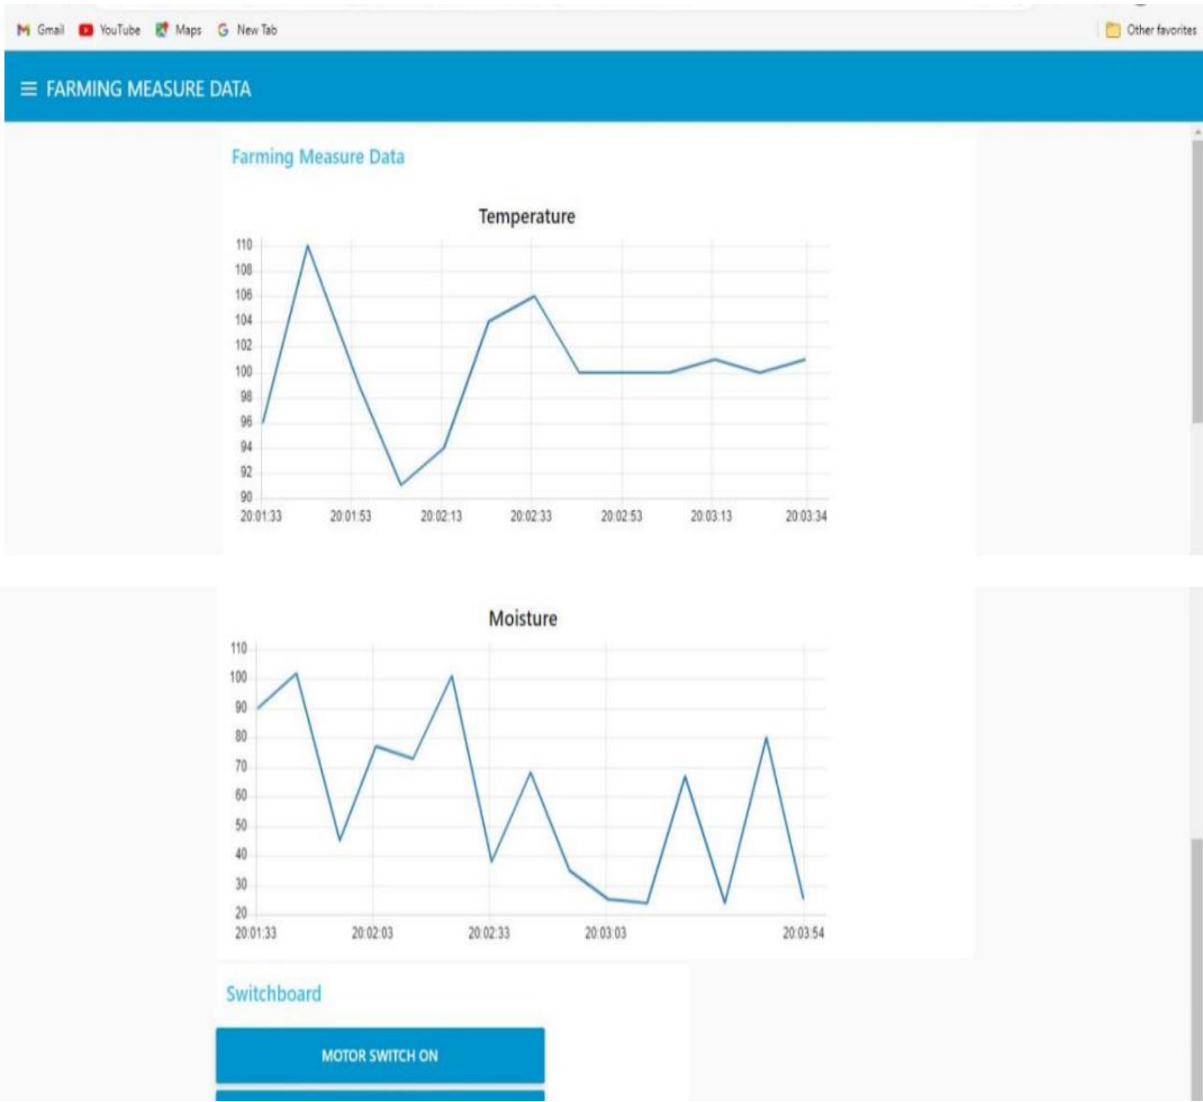 Gmail YouTube Maps New Tab Other favorites
FARMING MEASURE DATA
Farming Measure Data
Temperature
110
108
106
104
102
100
98
96
94
92
90
20:01:33 20:01:53 20:02:13 20:02:33 20:02:53 20:03:13 20:03:34
Moisture
110
100
90
80
70
60
50
40
30
20
20:01:33 20:02:03 20:02:33 20:03:03 20:03:54
Switchboard
MOTOR SWITCH ON